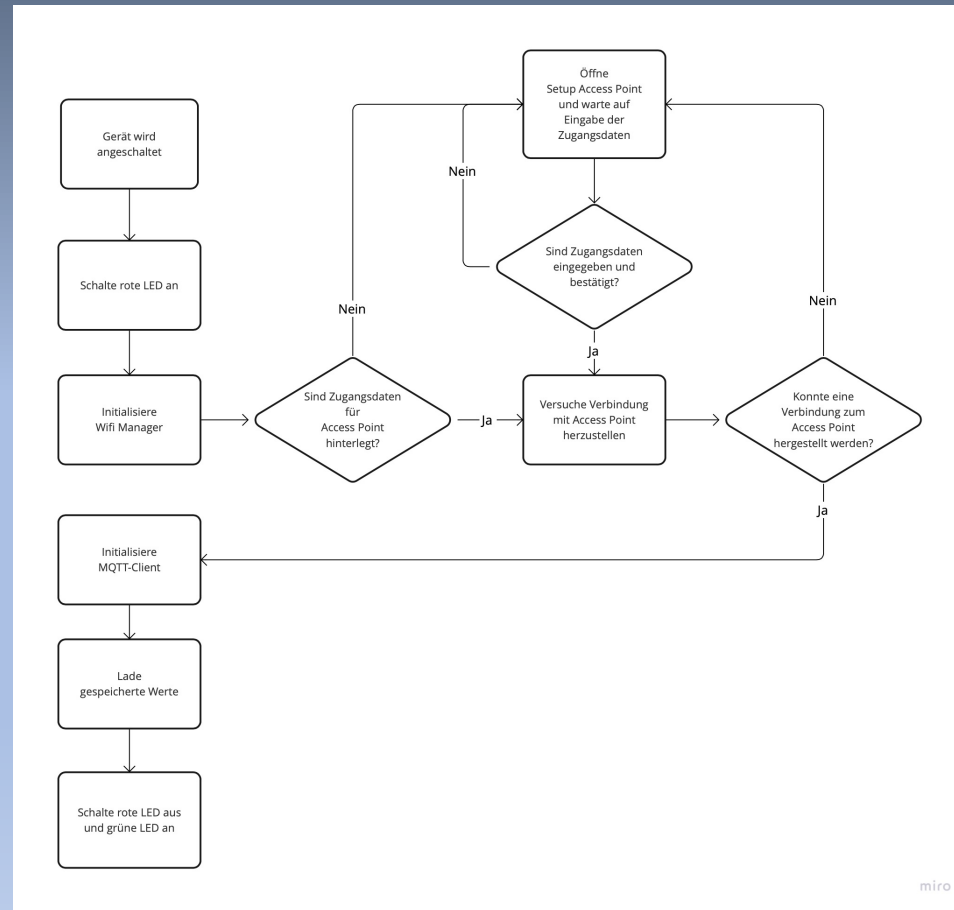 Gerät wird
angeschaltet
Schalte rote LED an
Initialisiere
Wifi Manager
Sind Zugangsdaten
für
Access Point
hinterlegt?
Nein
Ja
Öffne
Setup Access Point
und warte auf
Eingabe der
Zugangsdaten
Nein
Sind Zugangsdaten
eingegeben und
bestätigt?
Ja
Versuche Verbindung
mit Access Point
herzustellen
Konnte eine
Verbindung zum
Access Point
hergestellt werden?
Nein
Ja
Initialisiere
MQTT-Client
Lade
gespeicherte Werte
Schalte rote LED aus
und grüne LED an
miro